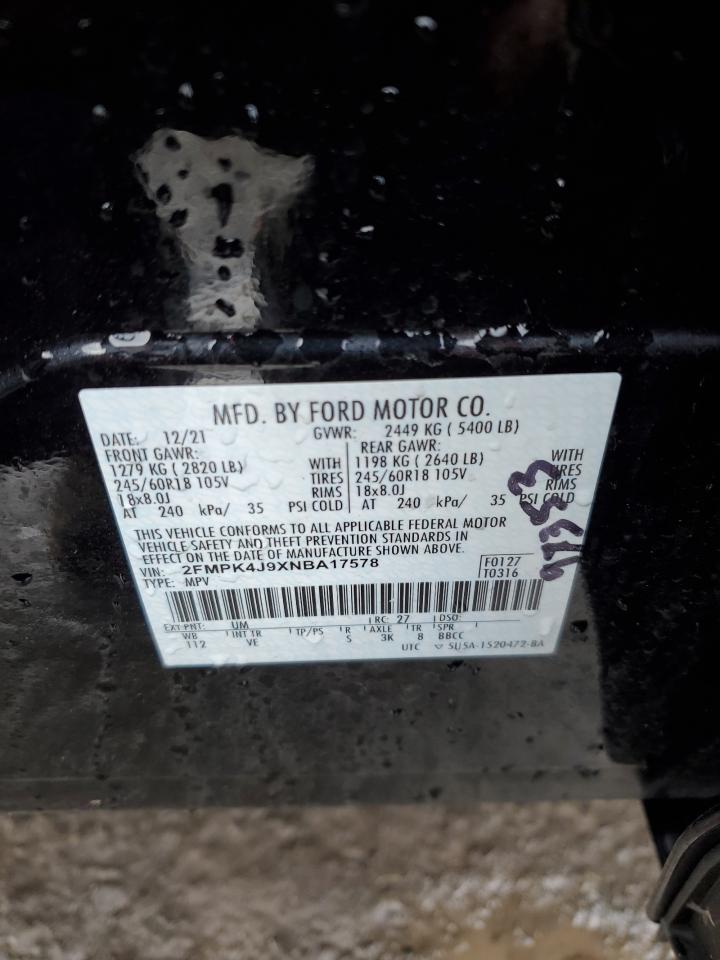 MFD. BY FORD MOTOR CO.
DATE: 12/21 GVWR: 2449 KG ( 5400 LB)
FRONT GAWR: REAR GAWR:
1279 KG ( 2820 LB) WITH 1198 KG ( 2640 LB) WITH
245/60R18 105V TIRES 245/60R18 105V TIRES
18x8.0J RIMS 18x8.0J RIMS
AT 240 kPa/ 35 PSI COLD AT 240 kPa/ 35 PSI COLD
THIS VEHICLE CONFORMS TO ALL APPLICABLE FEDERAL MOTOR
VEHICLE SAFETY AND THEFT PREVENTION STANDARDS IN
EFFECT ON THE DATE OF MANUFACTURE SHOWN ABOVE.
VIN: 2FMPK4J9XNBA17578 F0127
TYPE: MPV T0316
EXT PNT: UM RC: 27 DSO:
WB INT TR TP/PS R AXLE TR SPR
112 VE S 3K 8 BBCC
UTC 5U5A-1520472-BA